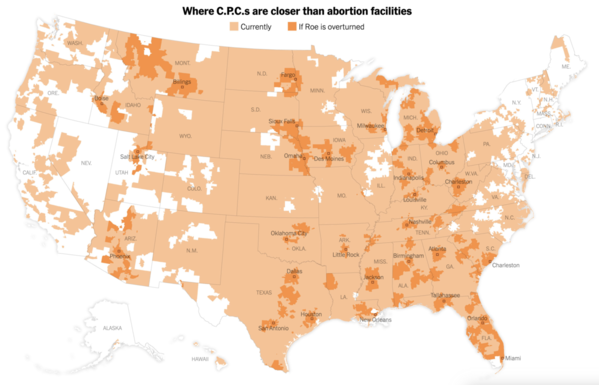 Where C.P.C.s are closer than abortion facilities
Currently
If Roe is overturned
WASH.
MONT.
N.D.
Fargo
MINN.
ME.
Billings
ORE.
Boise
IDAHO
S.D.
WIS.
MICH.
N.Y.
VT.
N.H.
MASS.
CONN.
R.I.
WYO.
Sioux Falls
Milwaukee
Detroit
IOWA
PA.
N.J.
Salt Lake City
NEB.
Omaha
Des Moines
OHIO
Columbus
MD.
DEL.
NEV.
UTAH
COLO.
ILL.
IND.
Indianapolis
W.VA.
Charleston
VA.
CALIF.
KAN.
MO.
Louisville
KY.
N.C.
Nashville
TENN.
ARIZ.
Phoenix
N.M.
Oklahoma City
OKLA.
ARK.
Little Rock
Birmingham
Atlanta
S.C.
Charleston
Dallas
MISS.
Jackson
ALA.
GA.
TEXAS
LA.
Tallahassee
Houston
New Orleans
San Antonio
Orlando
FLA.
Miami
ALASKA
HAWAII